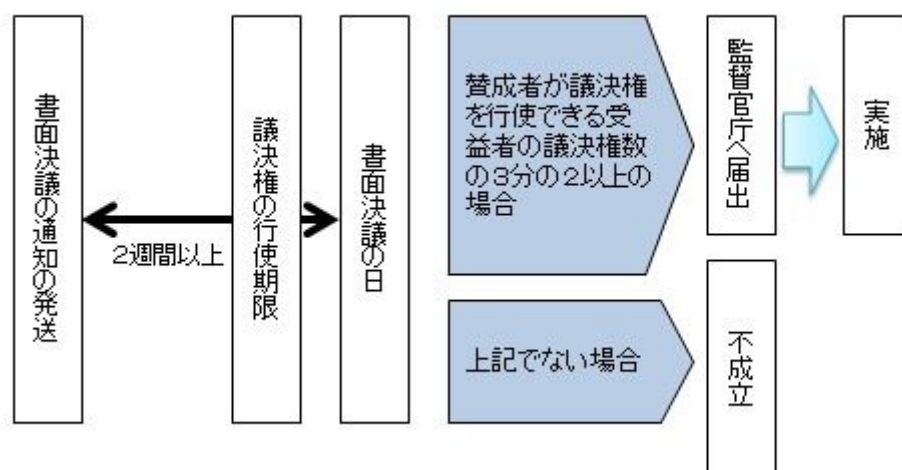 書面決議の通知の発送
2週間以上
議決権の行使期限
書面決議の日
賛成者が議決権
を行使できる受
益者の議決権数
の3分の2以上の
場合
監督官庁へ届出
実施
上記でない場合
不成立